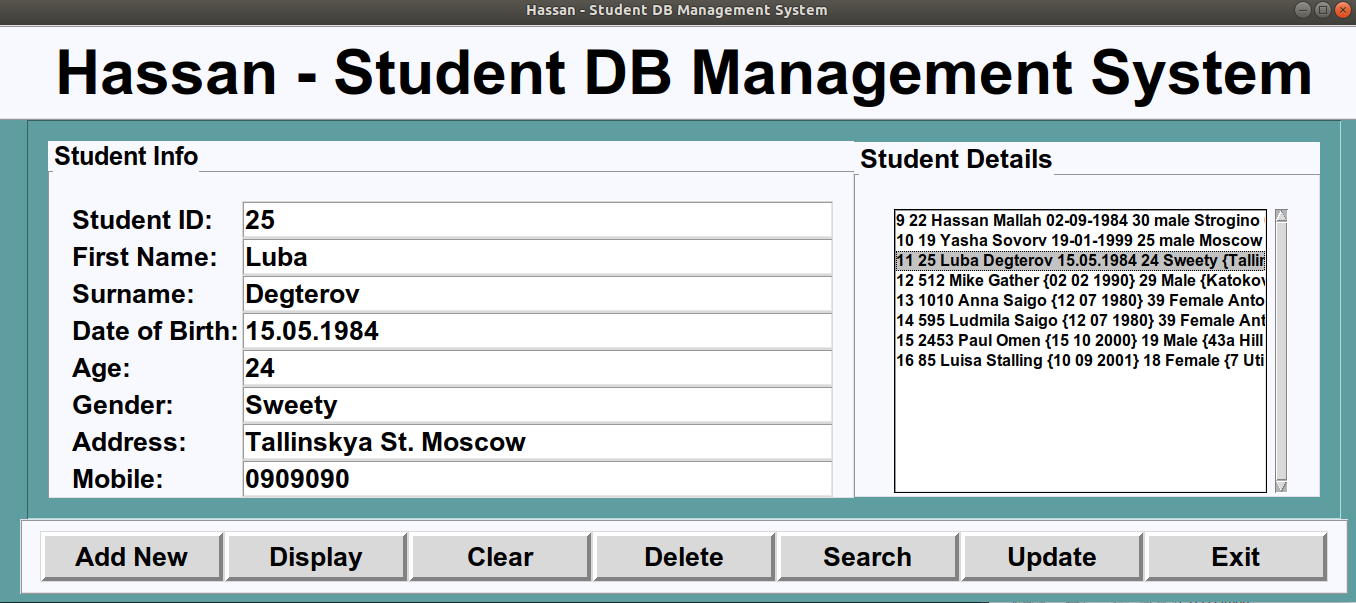 Hassan - Student DB Management System
Hassan - Student DB Management System
Student Info
Student ID: 25
First Name: Luba
Surname: Degterov
Date of Birth: 15.05.1984
Age: 24
Gender: Sweety
Address: Tallinskya St. Moscow
Mobile: 0909090
Student Details
9 22 Hassan Mallah 02-09-1984 30 male Strogino
10 19 Yasha Sovorv 19-01-1999 25 male Moscow
11 25 Luba Degterov 15.05.1984 24 Sweety {Tallin
12 512 Mike Gather {02 02 1990} 29 Male {Katokov
13 1010 Anna Saigo {12 07 1980} 39 Female Anto
14 595 Ludmila Saigo {12 07 1980} 39 Female Ant
15 2453 Paul Omen {15 10 2000} 19 Male {43a Hill
16 85 Luisa Stalling {10 09 2001} 18 Female {7 Uti
Add New Display Clear Delete Search Update Exit